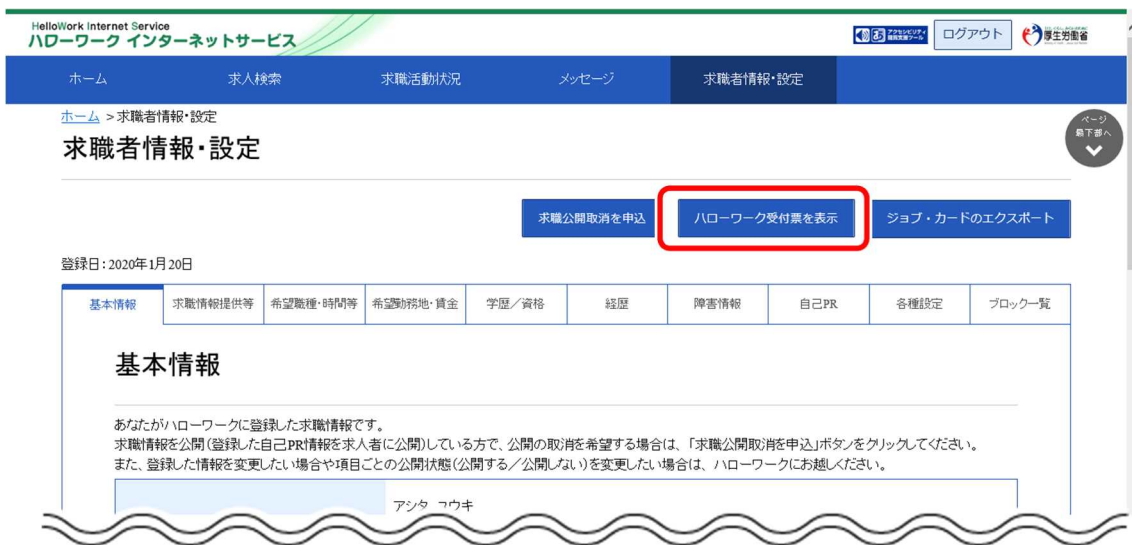 HelloWork Internet Service
ハローワーク インターネットサービス
アクセシビリティ
ログアウト
厚生労働省
ホーム
求人検索
求職活動状況
メッセージ
求職者情報・設定
ホーム >求職者情報・設定
ページ
最下部へ
求職者情報・設定
求職公開取消を申込
ハローワーク受付票を表示
ジョブ・カードのエクスポート
登録日:2020年1月20日
基本情報
求職情報提供等
希望職種・時間等
希望勤務地・賃金
学歴／資格
経歴
障害情報
自己PR
各種設定
ブロック一覧
基本情報
あなたがハローワークに登録した求職情報です。
求職情報を公開(登録した自己PR情報を求人者に公開)している方で、公開の取消を希望する場合は、「求職公開取消を申込」ボタンをクリックしてください。
また、登録した情報を変更したい場合や項目ごとの公開状態(公開する／公開しない)を変更したい場合は、ハローワークにお越しください。
アシタ ユウキ